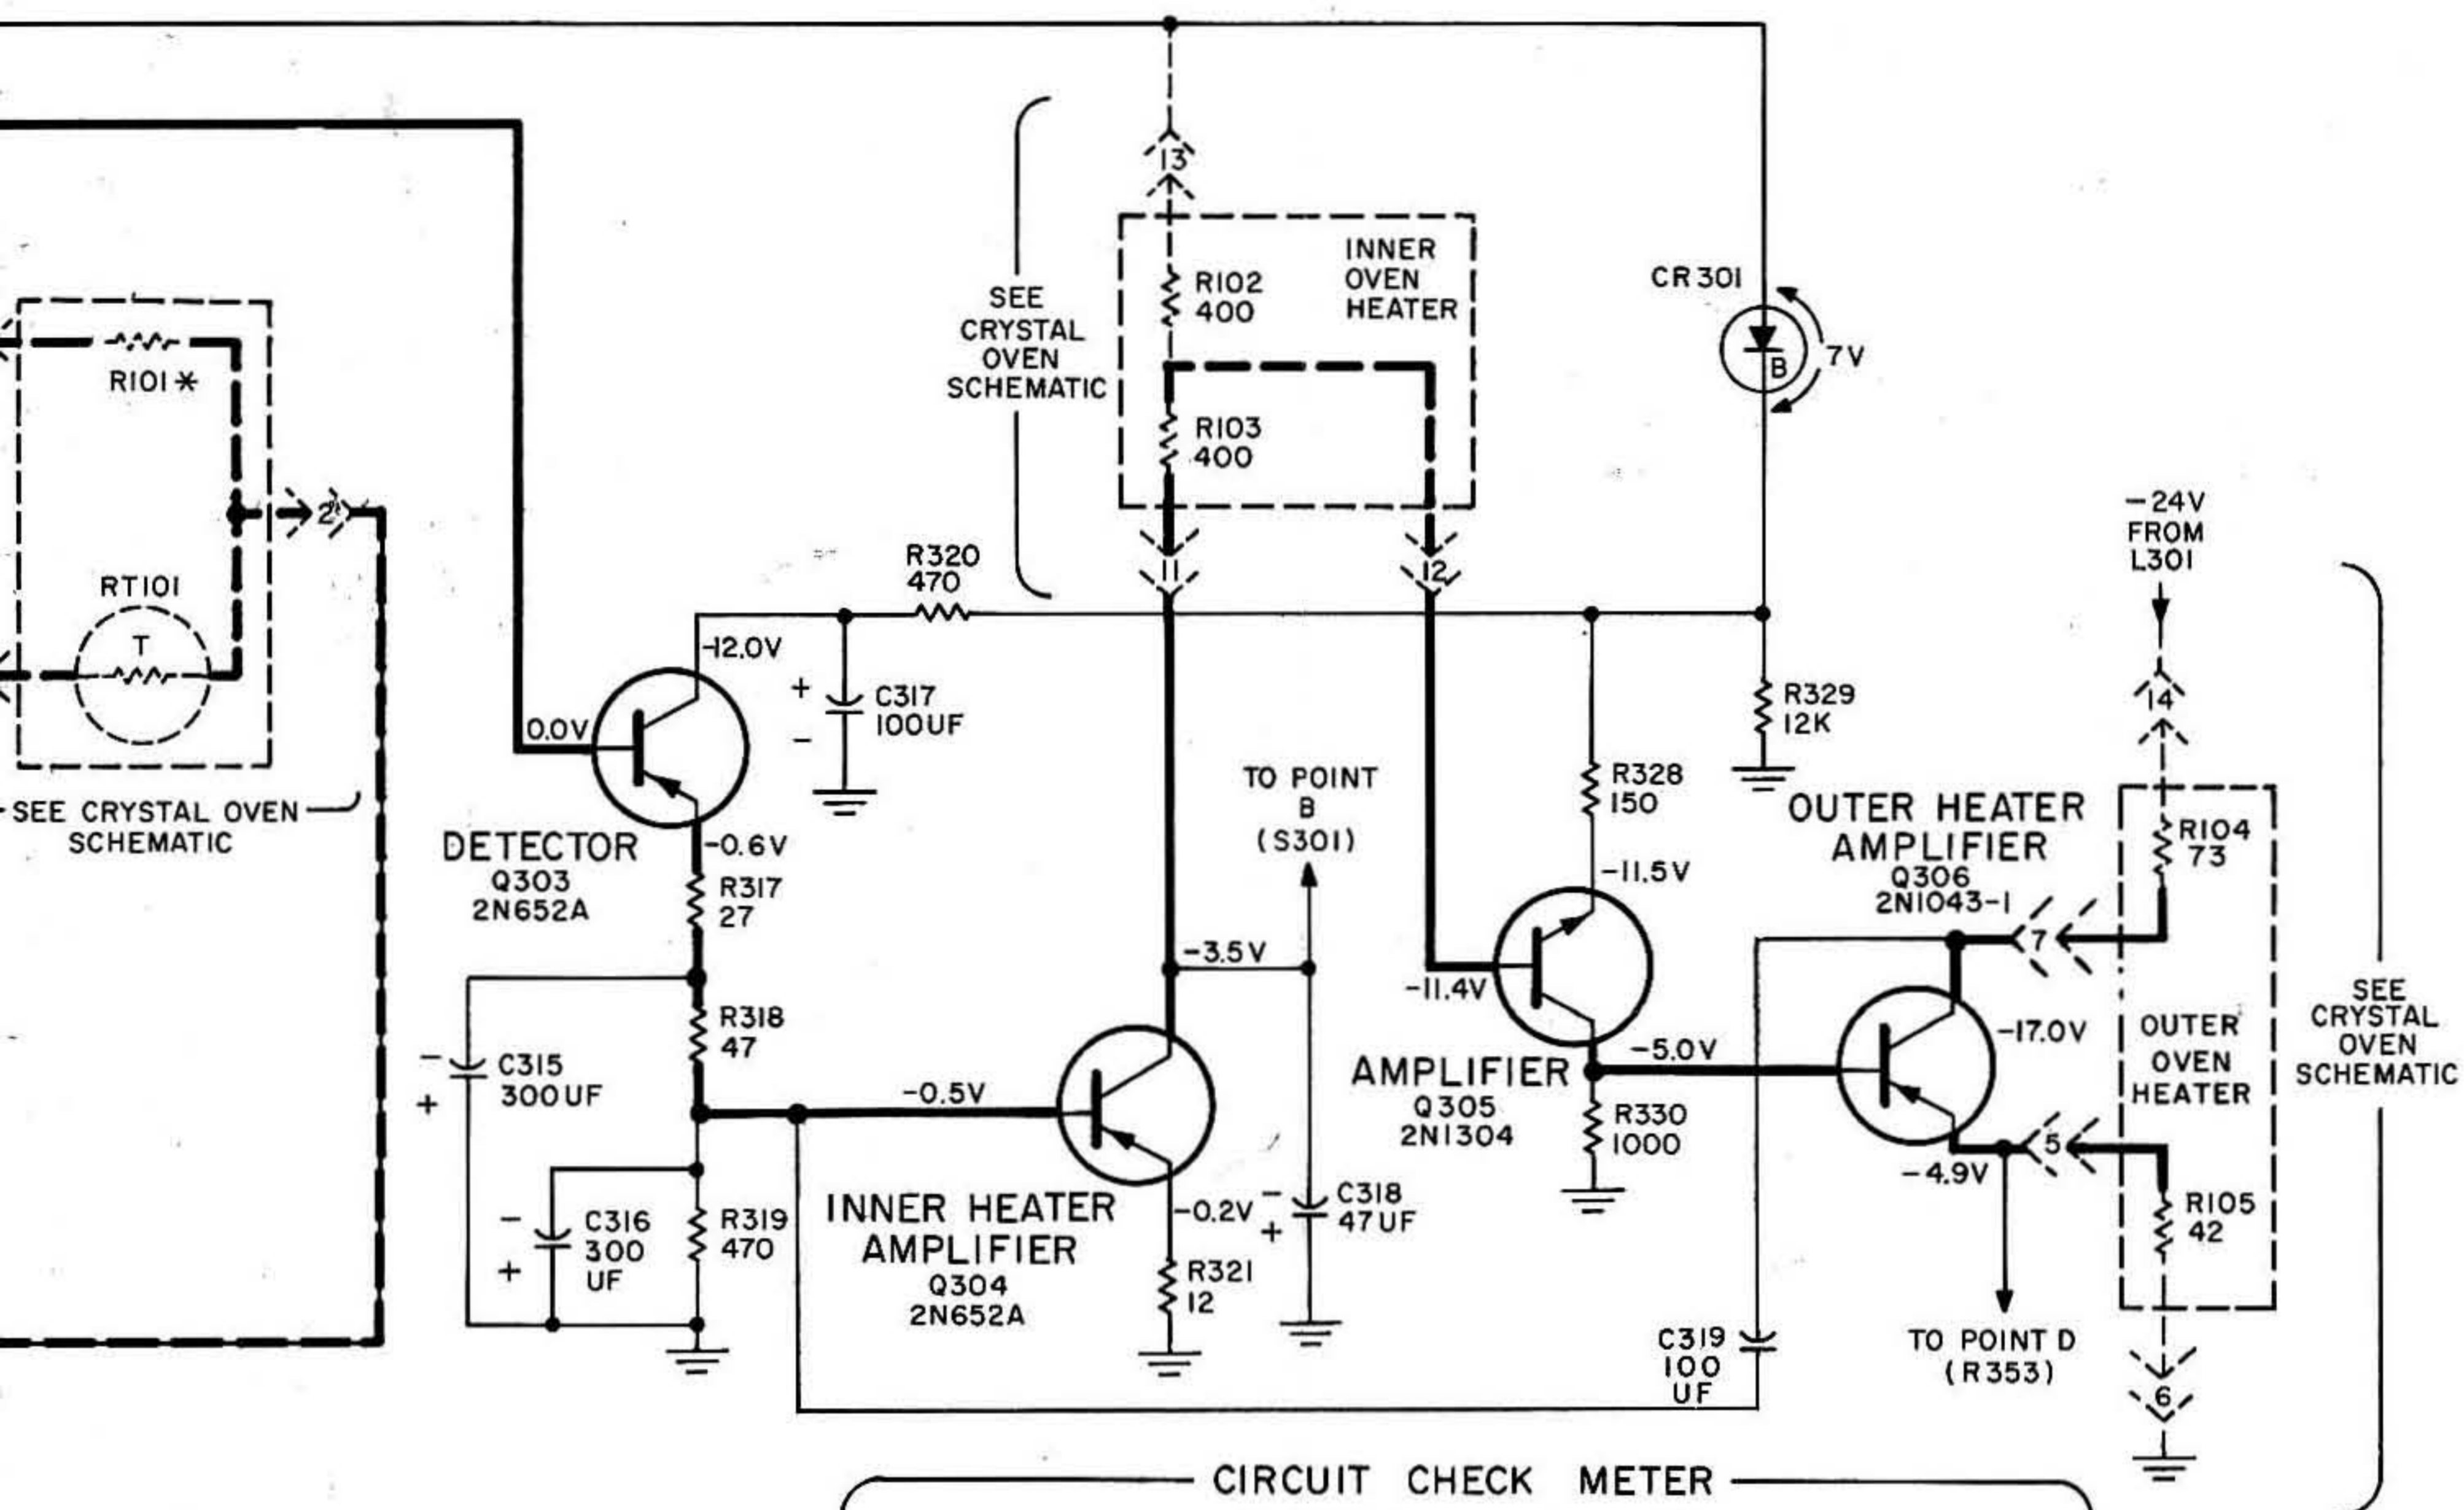 13
INNER
OVEN
HEATER
R102
400
R103
400
SEE
CRYSTAL
OVEN
SCHEMATIC
11
12
CR301
B
7V
R101*
2
RT101
T
SEE CRYSTAL OVEN
SCHEMATIC
R320
470
-12.0V
+
-
C317
100UF
0.0V
DETECTOR
Q303
2N652A
-0.6V
R317
27
R318
47
-
+
C315
300UF
-
+
C316
300
UF
R319
470
-0.5V
INNER HEATER
AMPLIFIER
Q304
2N652A
-3.5V
TO POINT
B
(S301)
-0.2V
R321
12
-
+
C318
47UF
R329
12K
R328
150
-11.5V
-11.4V
AMPLIFIER
Q305
2N1304
-5.0V
R330
1000
OUTER HEATER
AMPLIFIER
Q306
2N1043-1
-17.0V
-4.9V
C319
100
UF
TO POINT D
(R353)
-24V
FROM
L301
14
R104
73
7
OUTER
OVEN
HEATER
5
R105
42
6
SEE
CRYSTAL
OVEN
SCHEMATIC
CIRCUIT CHECK METER